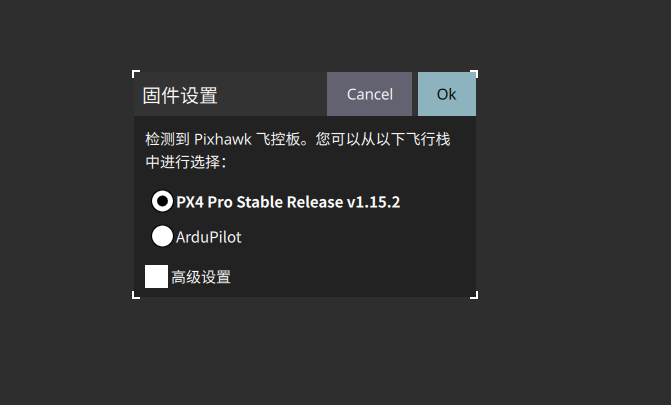 固件设置
Cancel
Ok
检测到 Pixhawk 飞控板。您可以从以下飞行栈
中进行选择：
PX4 Pro Stable Release v1.15.2
ArduPilot
高级设置